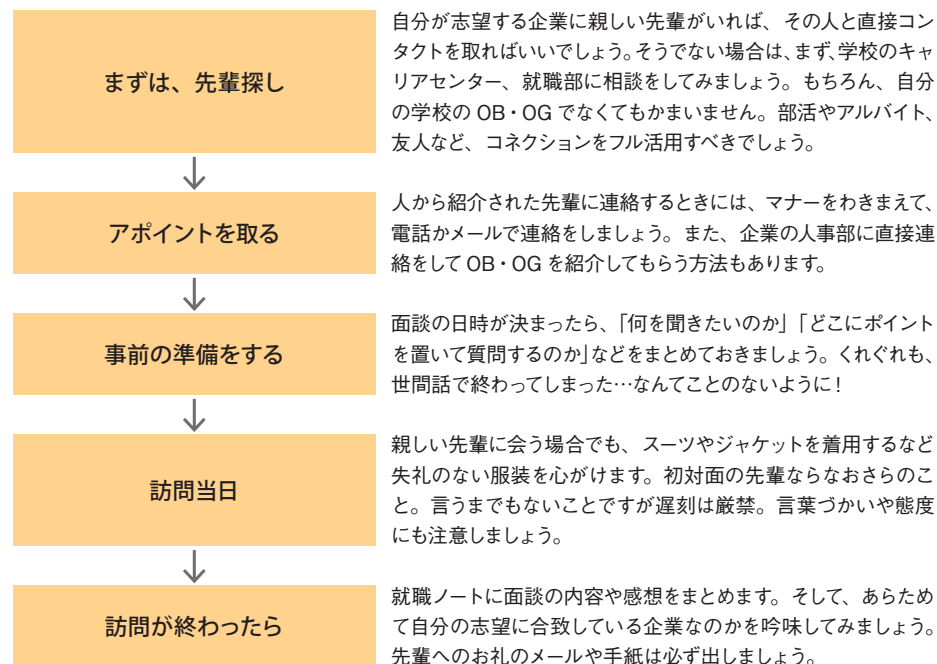 まずは、先輩探し
自分が志望する企業に親しい先輩がいれば、その人と直接コン
タクトを取ればいいでしょう。そうでない場合は、まず、学校のキャ
リアセンター、就職部に相談をしてみましょう。もちろん、自分
の学校の OB・OG でなくてもかまいません。部活やアルバイト、
友人など、コネクションをフル活用すべきでしょう。
アポイントを取る
人から紹介された先輩に連絡するときには、マナーをわきまえて、
電話かメールで連絡をしましょう。また、企業の人事部に直接連
絡をして OB・OG を紹介してもらう方法もあります。
事前の準備をする
面談の日時が決まったら、「何を聞きたいのか」「どこにポイント
を置いて質問するのか」などをまとめておきましょう。くれぐれも、
世間話で終わってしまった…なんてことのないように!
訪問当日
親しい先輩に会う場合でも、スーツやジャケットを着用するなど
失礼のない服装を心がけます。初対面の先輩ならなおさらのこ
と。言うまでもないことですが遅刻は厳禁。言葉づかいや態度
にも注意しましょう。
訪問が終わったら
就職ノートに面談の内容や感想をまとめます。そして、あらため
て自分の志望に合致している企業なのかを吟味してみましょう。
先輩へのお礼のメールや手紙は必ず出しましょう。